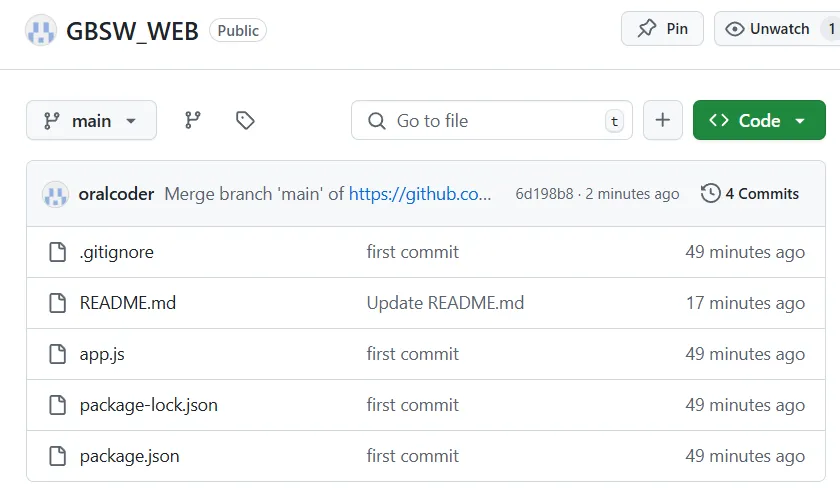 GBSW_WEB Public Pin Unwatch 1
main Go to file t Code
oralcoder Merge branch 'main' of https://github.co... 6d198b8 · 2 minutes ago 4 Commits
.gitignore first commit 49 minutes ago
README.md Update README.md 17 minutes ago
app.js first commit 49 minutes ago
package-lock.json first commit 49 minutes ago
package.json first commit 49 minutes ago